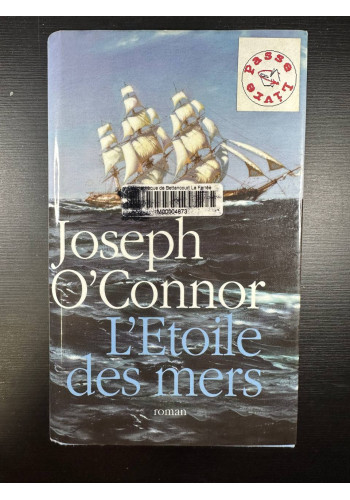 Passe
Livre
Joseph
O'Connor
L'Etoile
des mers
roman